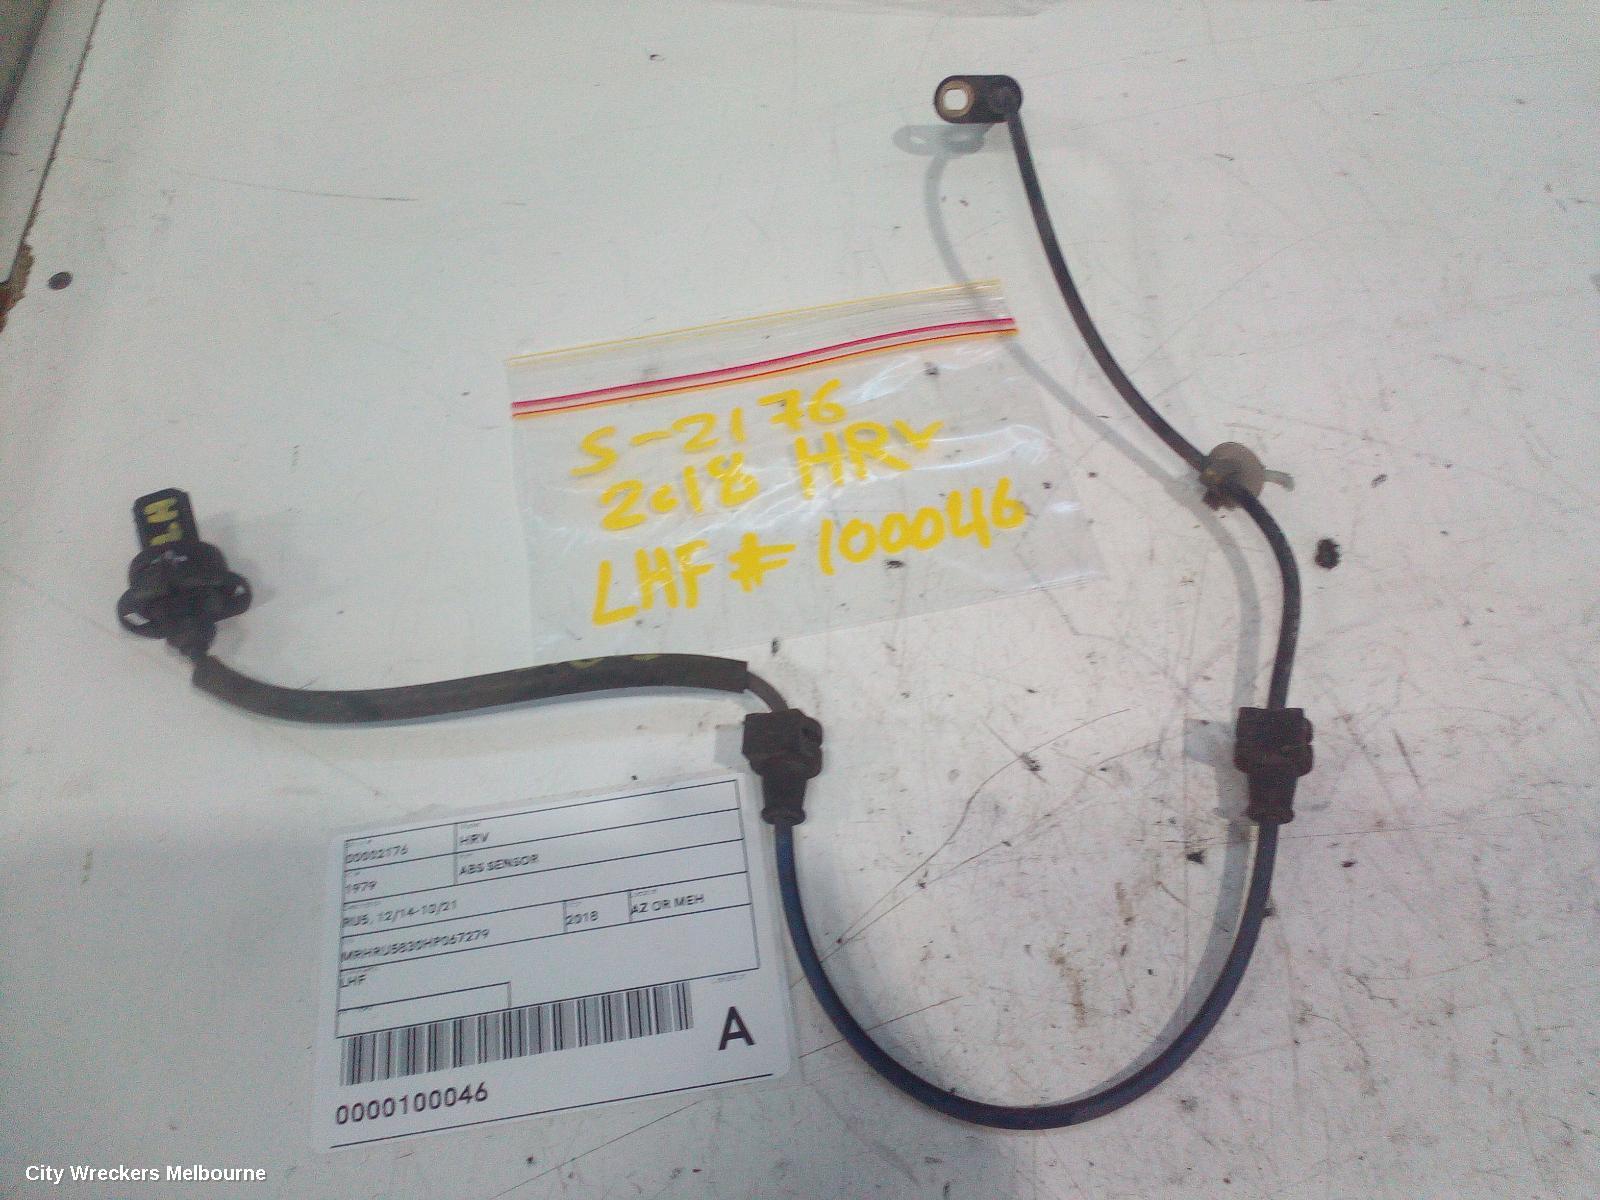 S-2176
2018 HRV
LHF # 100046
LH
00002176
HRV
1979
ABS SENSOR
RU5, 12/14-10/21
2018
AZ OR MEH
MRHRU5830HP067279
LHF
A
0000100046
City Wreckers Melbourne